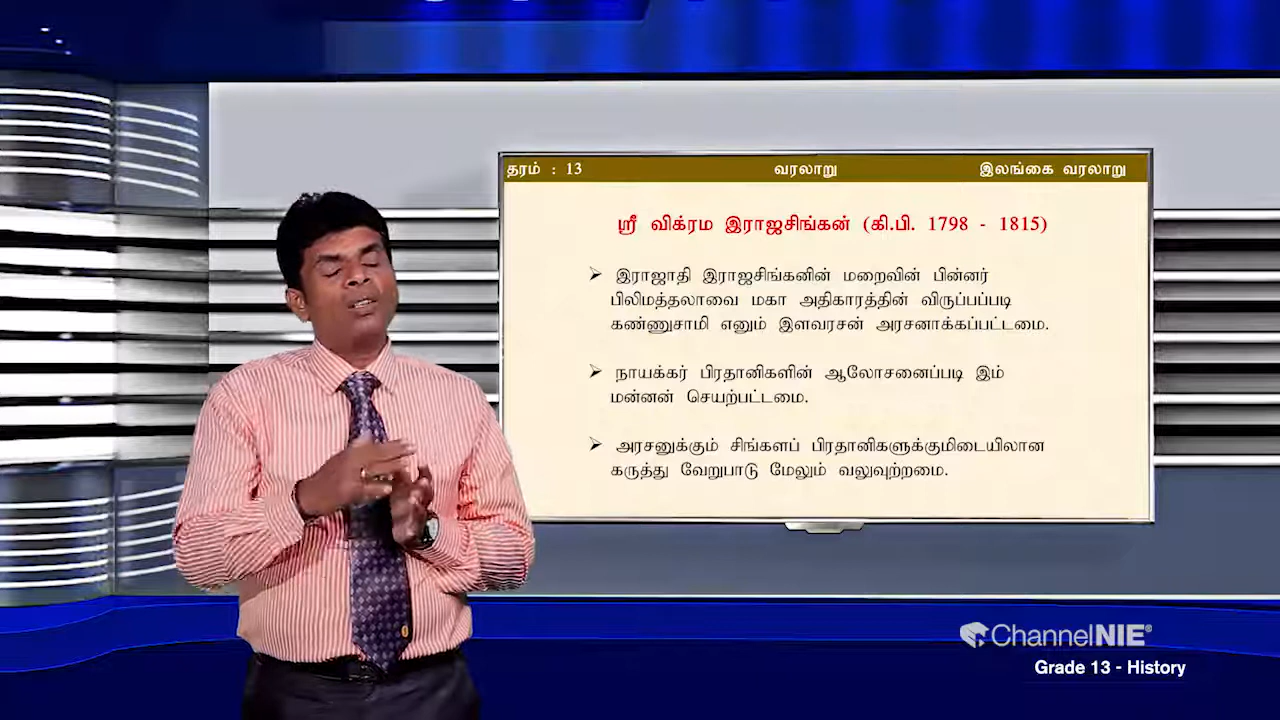 தரம் : 13 வரலாறு இலங்கை வரலாறு
ஸ்ரீ விக்ரம இராஜசிங்கன் (கி.பி. 1798 - 1815)
➢ இராஜாதி இராஜசிங்கனின் மறைவின் பின்னர்
பிலிமத்தலாவை மகா அதிகாரத்தின் விருப்பப்படி
கண்ணுசாமி எனும் இளவரசன் அரசனாக்கப்பட்டமை.
➢ நாயக்கர் பிரதானிகளின் ஆலோசனைப்படி இம்
மன்னன் செயற்பட்டமை.
➢ அரசனுக்கும் சிங்களப் பிரதானிகளுக்குமிடையிலான
கருத்து வேறுபாடு மேலும் வலுவுற்றமை.
ChannelNIE®
Grade 13 - History